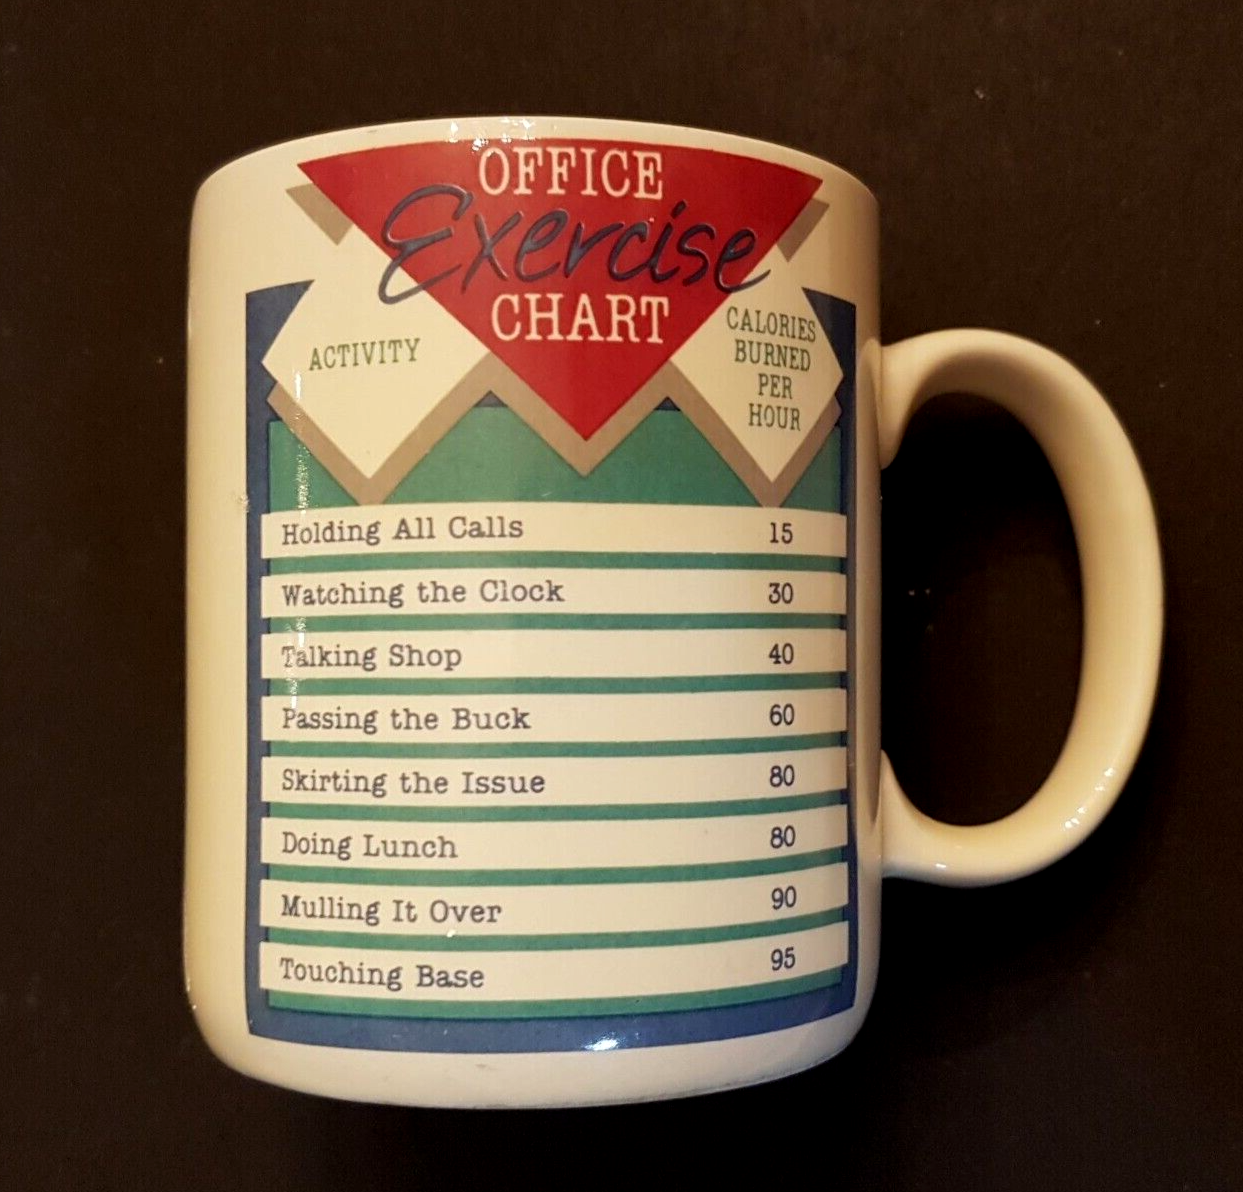 OFFICE
Exercise
CHART
ACTIVITY
CALORIES
BURNED
PER
HOUR
Holding All Calls 15
Watching the Clock 30
Talking Shop 40
Passing the Buck 60
Skirting the Issue 80
Doing Lunch 80
Mulling It Over 90
Touching Base 95